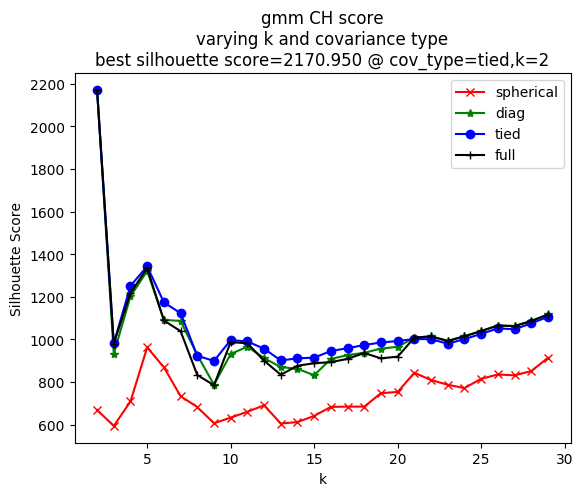 gmm CH score
varying k and covariance type
best silhouette score=2170.950 @ cov_type=tied,k=2
2200
2000
1800
1600
1400
1200
1000
800
600
Silhouette Score
spherical
diag
tied
full
5
10
15
20
25
30
k